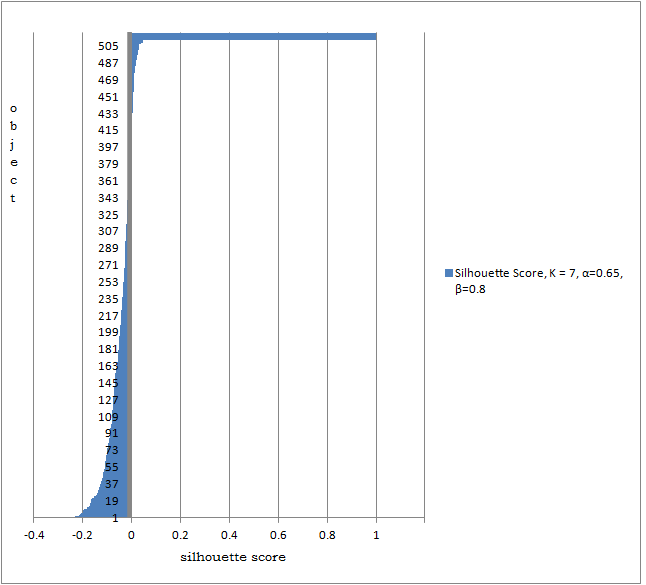 505
487
469
451
433
415
397
379
361
343
325
307
289
271
253
235
217
199
181
163
145
127
109
91
73
55
37
19
1
o
b
j
e
c
t
-0.4 -0.2 0 0.2 0.4 0.6 0.8 1
silhouette score
Silhouette Score, K = 7, α=0.65,
β=0.8